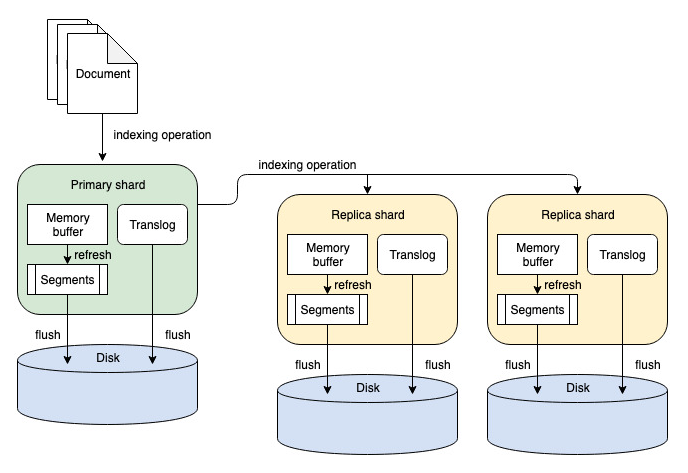 Document
indexing operation
Primary shard
Memory
buffer
Translog
refresh
Segments
flush
flush
Disk
indexing operation
Replica shard
Memory
buffer
Translog
refresh
Segments
flush
flush
Disk
Replica shard
Memory
buffer
Translog
refresh
Segments
flush
flush
Disk